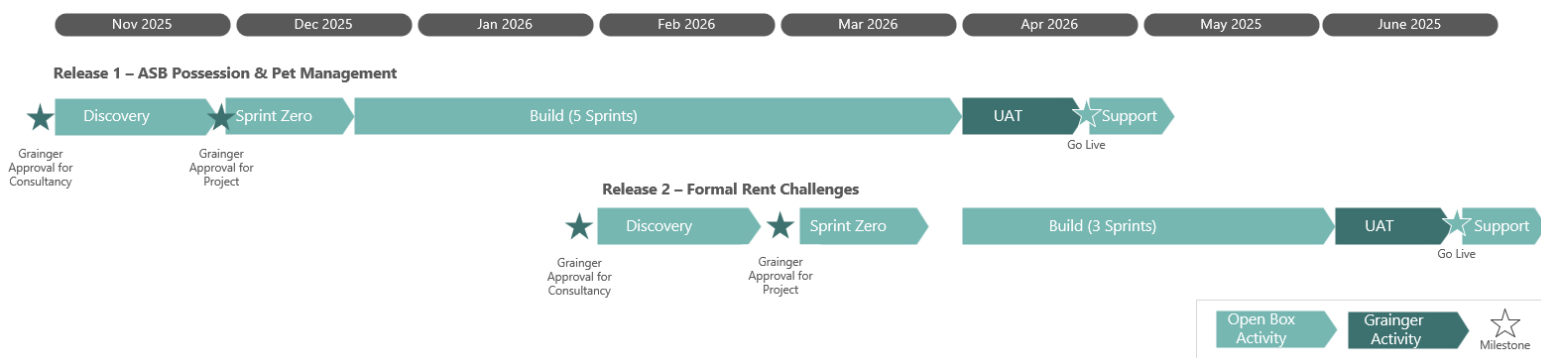 Nov 2025
Dec 2025
Jan 2026
Feb 2026
Mar 2026
Apr 2026
May 2025
June 2025
Release 1 – ASB Possession & Pet Management
Discovery
Sprint Zero
Build (5 Sprints)
UAT
Support
Grainger
Approval for
Consultancy
Grainger
Approval for
Project
Go Live
Release 2 – Formal Rent Challenges
Discovery
Sprint Zero
Build (3 Sprints)
UAT
Support
Grainger
Approval for
Consultancy
Grainger
Approval for
Project
Go Live
Open Box
Activity
Grainger
Activity
Milestone